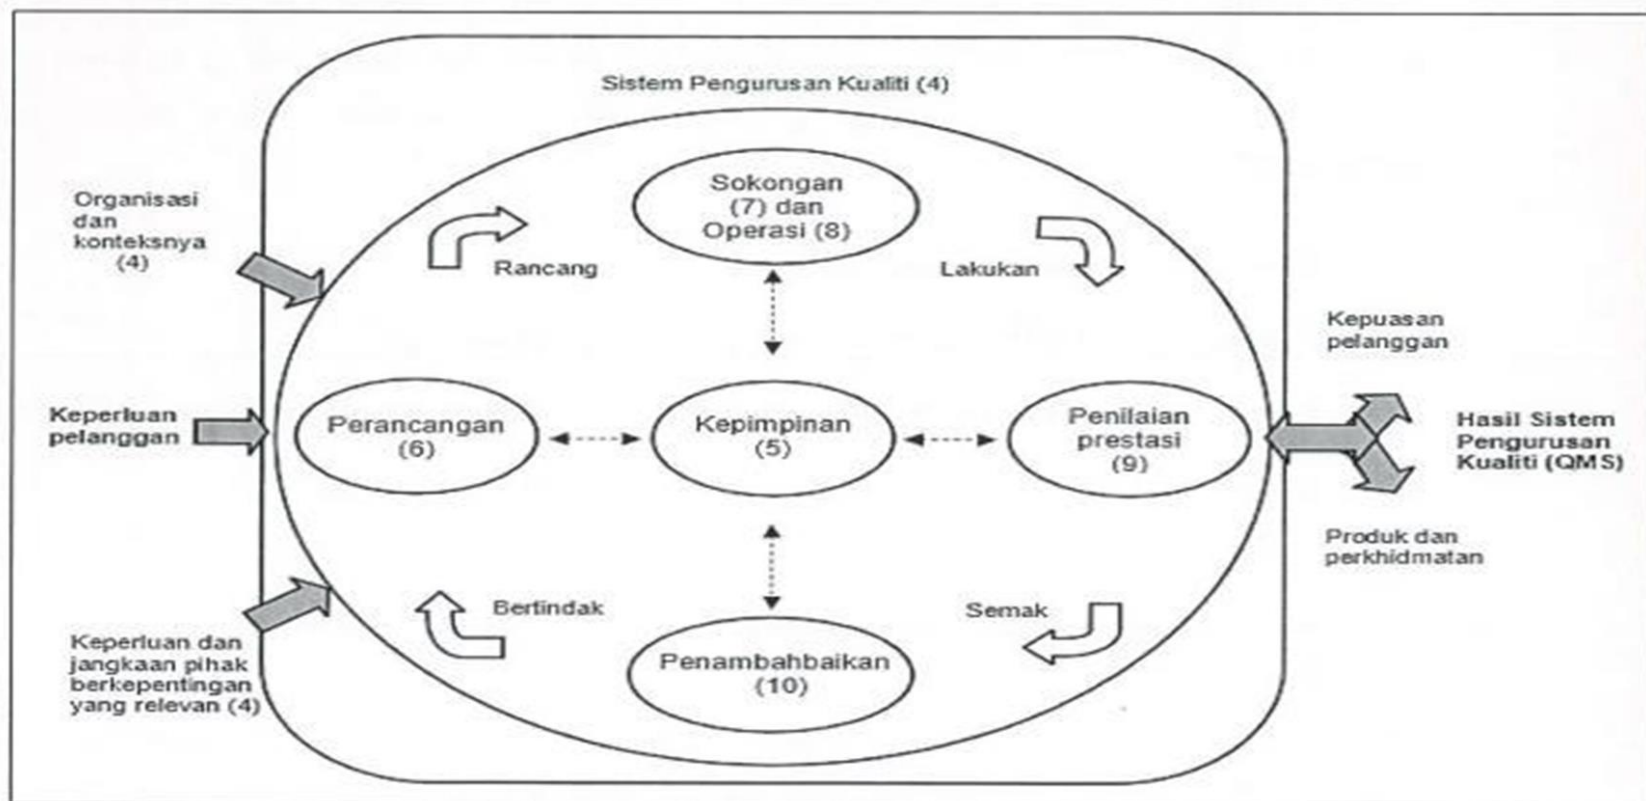 Sistem Pengurusan Kualiti (4)
Organisasi
dan
konteksnya
(4)
Sokongan
(7) dan
Operasi (8)
Rancang
Lakukan
Keperluan
pelanggan
Perancangan
(6)
Kepimpinan
(5)
Penilaian
prestasi
(9)
Kepuasan
pelanggan
Hasil Sistem
Pengurusan
Kualiti (QMS)
Produk dan
perkhidmatan
Bertindak
Semak
Penambahbaikan
(10)
Keperluan dan
jangkaan pihak
berkepentingan
yang relevan (4)